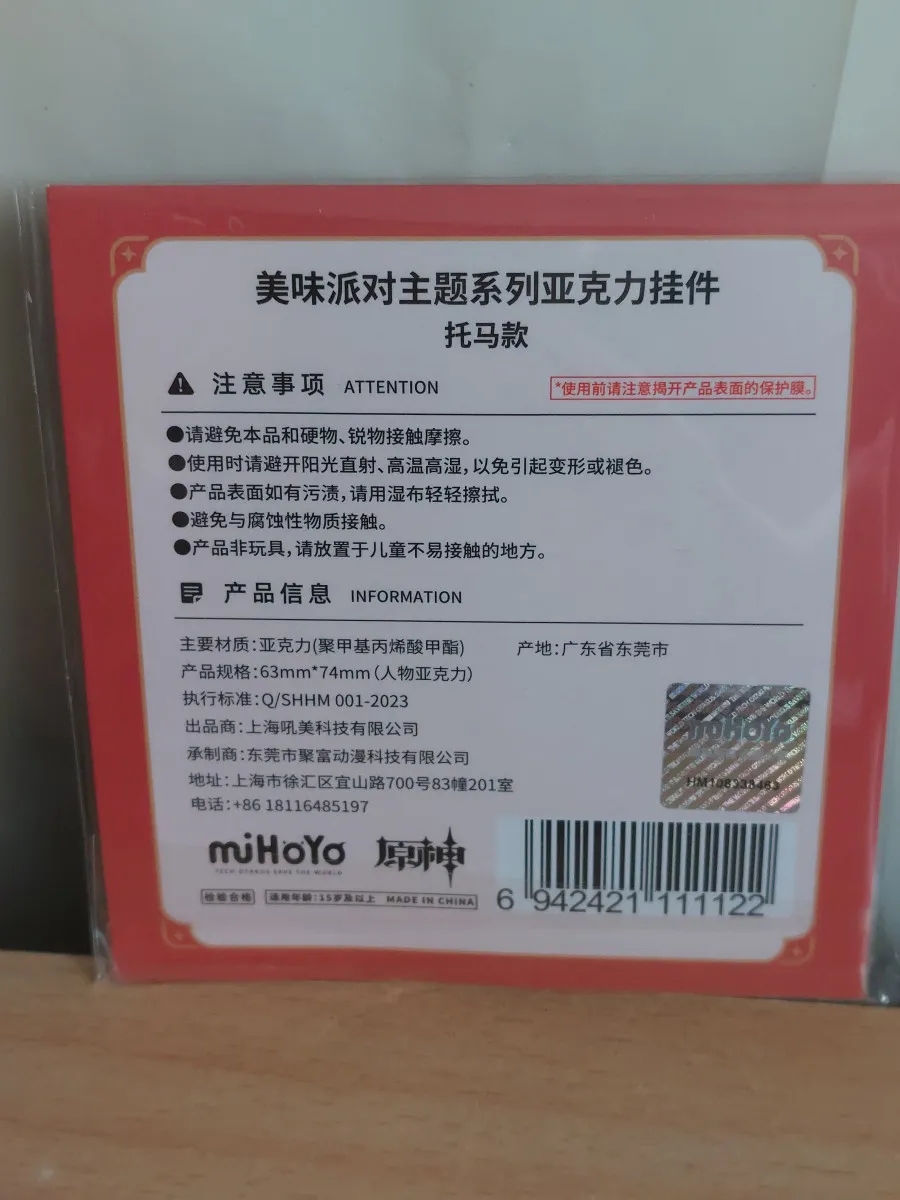 美味派对主题系列亚克力挂件
托马款
注意事项 ATTENTION
*使用前请注意揭开产品表面的保护膜。
●请避免本品和硬物、锐物接触摩擦。
●使用时请避开阳光直射、高温高湿,以免引起变形或褪色。
●产品表面如有污渍,请用湿布轻轻擦拭。
●避免与腐蚀性物质接触。
●产品非玩具,请放置于儿童不易接触的地方。
产品信息 INFORMATION
主要材质:亚克力(聚甲基丙烯酸甲酯) 产地:广东省东莞市
产品规格:63mm*74mm(人物亚克力)
执行标准:Q/SHHM 001-2023
出品商:上海吼美科技有限公司
承制商:东莞市聚富动漫科技有限公司
地址:上海市徐汇区宜山路700号83幢201室
电话:+86 18116485197
miHoYo
HM108338463
miHoYo 原神
TECH OTAKUS SAVE THE WORLD
检验合格 适用年龄:15岁及以上 MADE IN CHINA
6 942421 111122